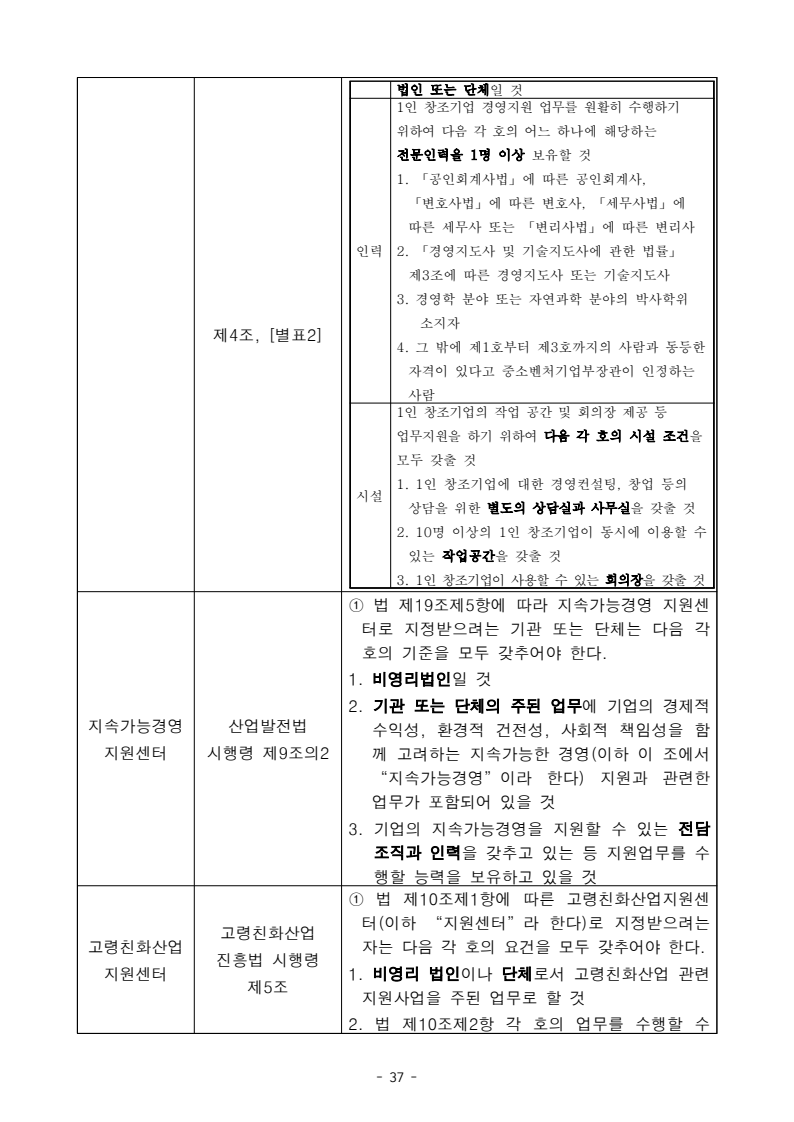 법인 또는 단체일 것
제4조, [별표2]
인력
1인 창조기업 경영지원 업무를 원활히 수행하기
위하여 다음 각 호의 어느 하나에 해당하는
전문인력을 1명 이상 보유할 것
1. 「공인회계사법」에 따른 공인회계사,
「변호사법」에 따른 변호사, 「세무사법」에
따른 세무사 또는 「변리사법」에 따른 변리사
2. 「경영지도사 및 기술지도사에 관한 법률」
제3조에 따른 경영지도사 또는 기술지도사
3. 경영학 분야 또는 자연과학 분야의 박사학위
소지자
4. 그 밖에 제1호부터 제3호까지의 사람과 동등한
자격이 있다고 중소벤처기업부장관이 인정하는
사람
시설
1인 창조기업의 작업 공간 및 회의장 제공 등
업무지원을 하기 위하여 다음 각 호의 시설 조건을
모두 갖출 것
1. 1인 창조기업에 대한 경영컨설팅, 창업 등의
상담을 위한 별도의 상담실과 사무실을 갖출 것
2. 10명 이상의 1인 창조기업이 동시에 이용할 수
있는 작업공간을 갖출 것
3. 1인 창조기업이 사용할 수 있는 회의장을 갖출 것
지속가능경영
지원센터
산업발전법
시행령 제9조의2
① 법 제19조제5항에 따라 지속가능경영 지원센
터로 지정받으려는 기관 또는 단체는 다음 각
호의 기준을 모두 갖추어야 한다.
1. 비영리법인일 것
2. 기관 또는 단체의 주된 업무에 기업의 경제적
수익성, 환경적 건전성, 사회적 책임성을 함
께 고려하는 지속가능한 경영(이하 이 조에서
“지속가능경영”이라 한다) 지원과 관련한
업무가 포함되어 있을 것
3. 기업의 지속가능경영을 지원할 수 있는 전담
조직과 인력을 갖추고 있는 등 지원업무를 수
행할 능력을 보유하고 있을 것
고령친화산업
지원센터
고령친화산업
진흥법 시행령
제5조
① 법 제10조제1항에 따른 고령친화산업지원센
터(이하 “지원센터”라 한다)로 지정받으려는
자는 다음 각 호의 요건을 모두 갖추어야 한다.
1. 비영리 법인이나 단체로서 고령친화산업 관련
지원사업을 주된 업무로 할 것
2. 법 제10조제2항 각 호의 업무를 수행할 수
- 37 -